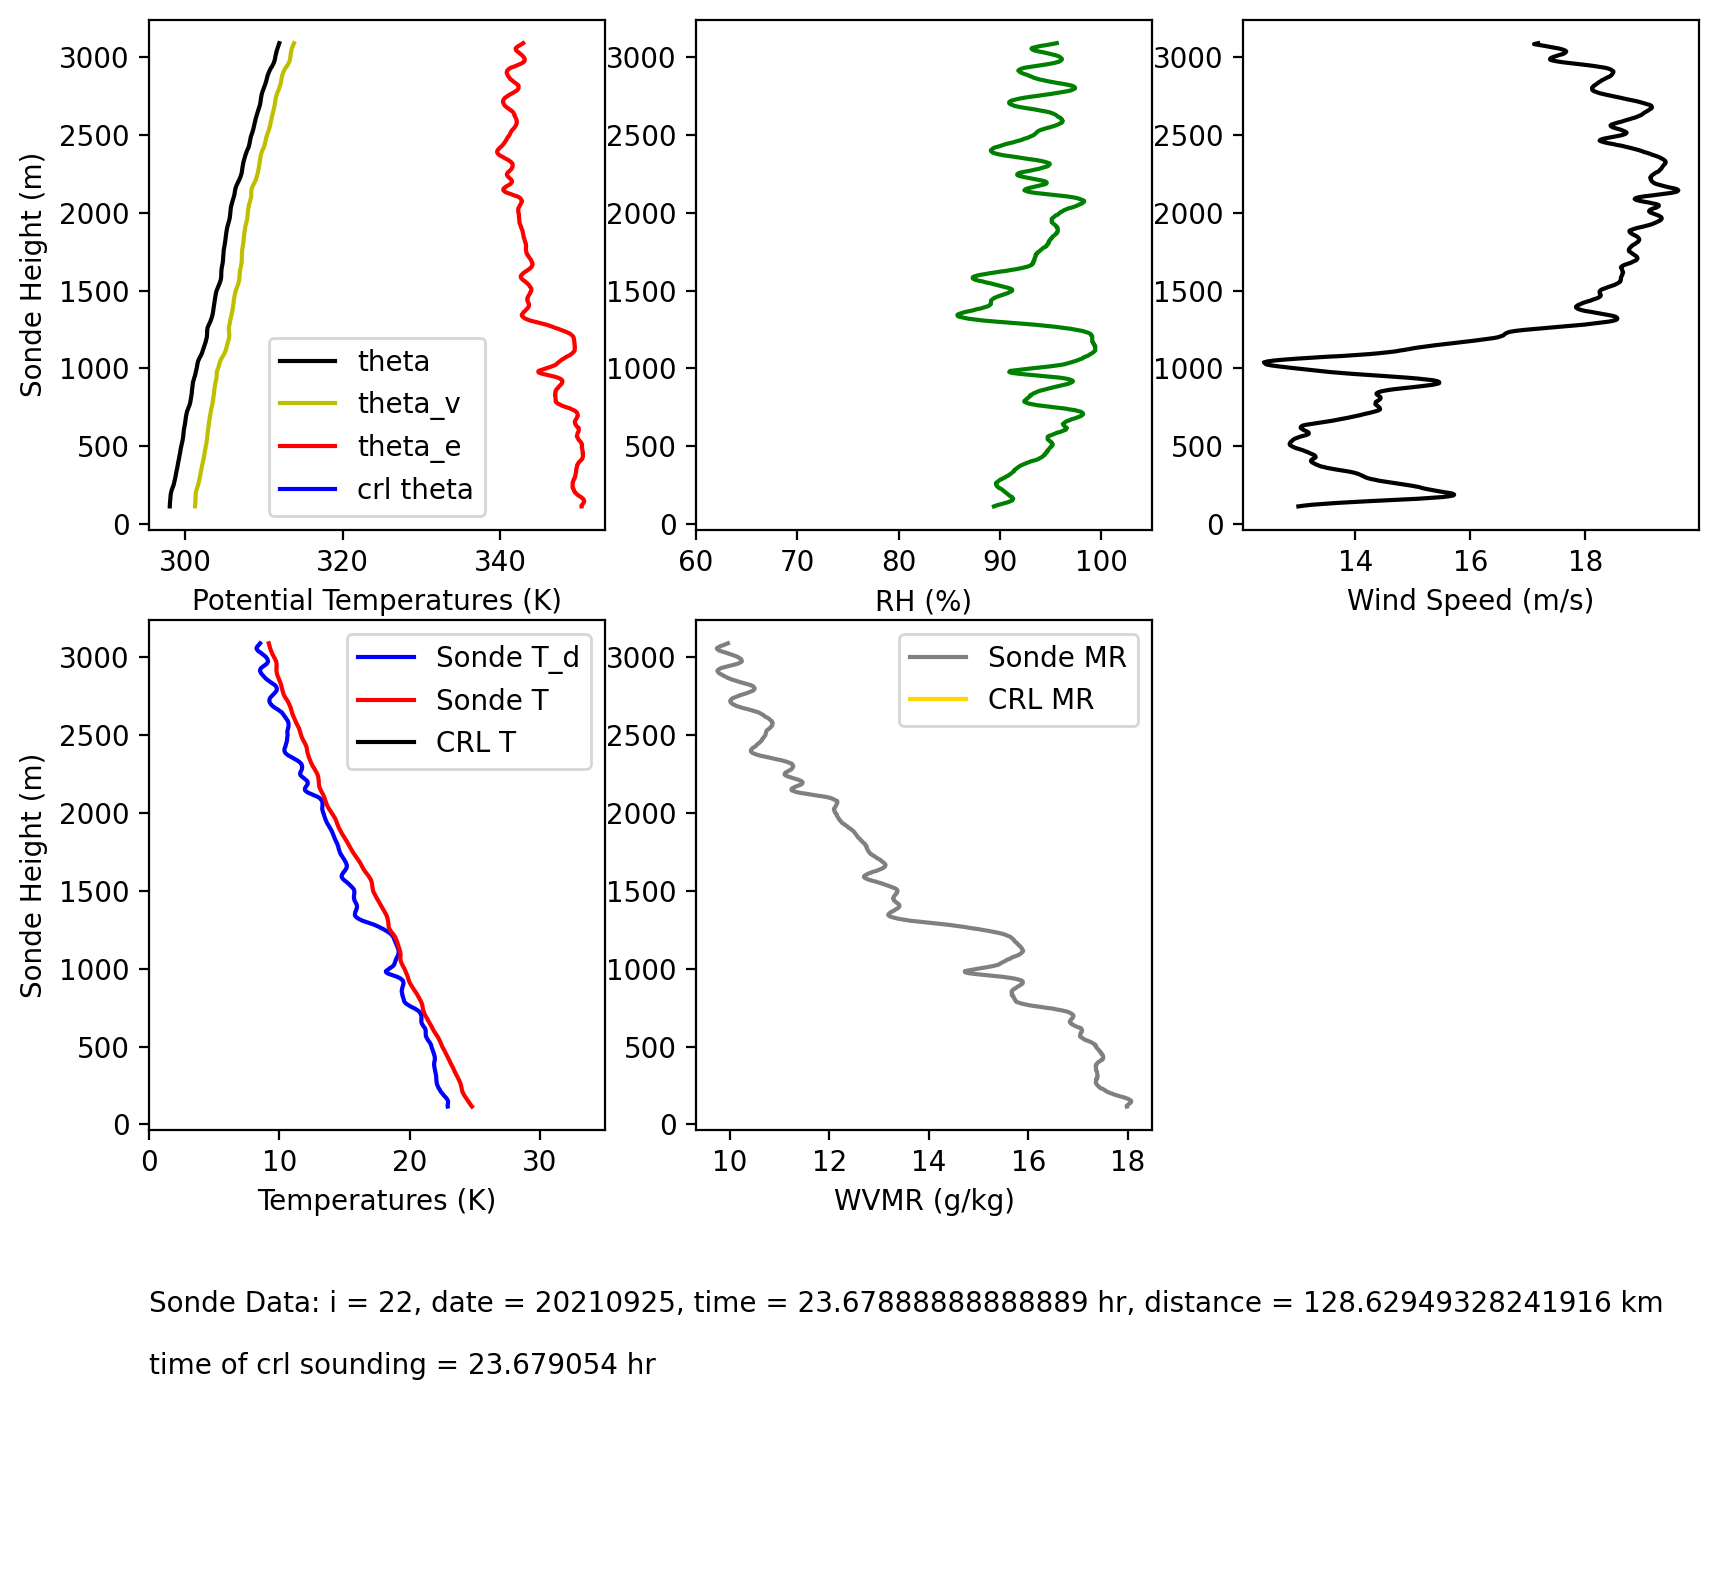 3000
2500
2000
1500
1000
500
0
Sonde Height (m)
theta
theta_v
theta_e
crl theta
300 320 340
Potential Temperatures (K)
3000
2500
2000
1500
1000
500
0
60 70 80 90 100
RH (%)
3000
2500
2000
1500
1000
500
0
14 16 18
Wind Speed (m/s)
3000
2500
2000
1500
1000
500
0
Sonde Height (m)
Sonde T_d
Sonde T
CRL T
0 10 20 30
Temperatures (K)
3000
2500
2000
1500
1000
500
0
Sonde MR
CRL MR
10 12 14 16 18
WVMR (g/kg)
Sonde Data: i = 22, date = 20210925, time = 23.67888888888889 hr, distance = 128.62949328241916 km
time of crl sounding = 23.679054 hr